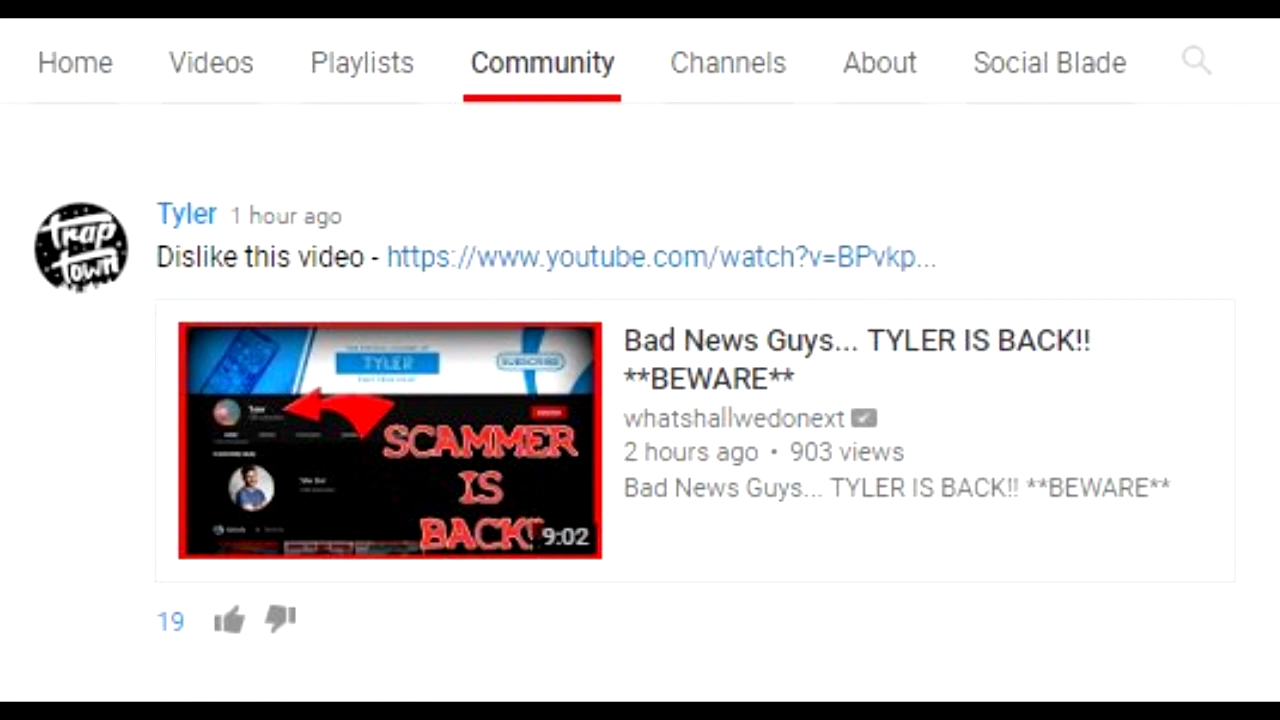 Home Videos Playlists Community Channels About Social Blade
trap
town
Tyler 1 hour ago
Dislike this video - https://www.youtube.com/watch?v=BPvkp...
TYLER
SUBSCRIBE
Tyler
SCAMMER
IS
BACK!
9:02
Bad News Guys... TYLER IS BACK!!
**BEWARE**
whatshallwedonext
2 hours ago • 903 views
Bad News Guys... TYLER IS BACK!! **BEWARE**
19